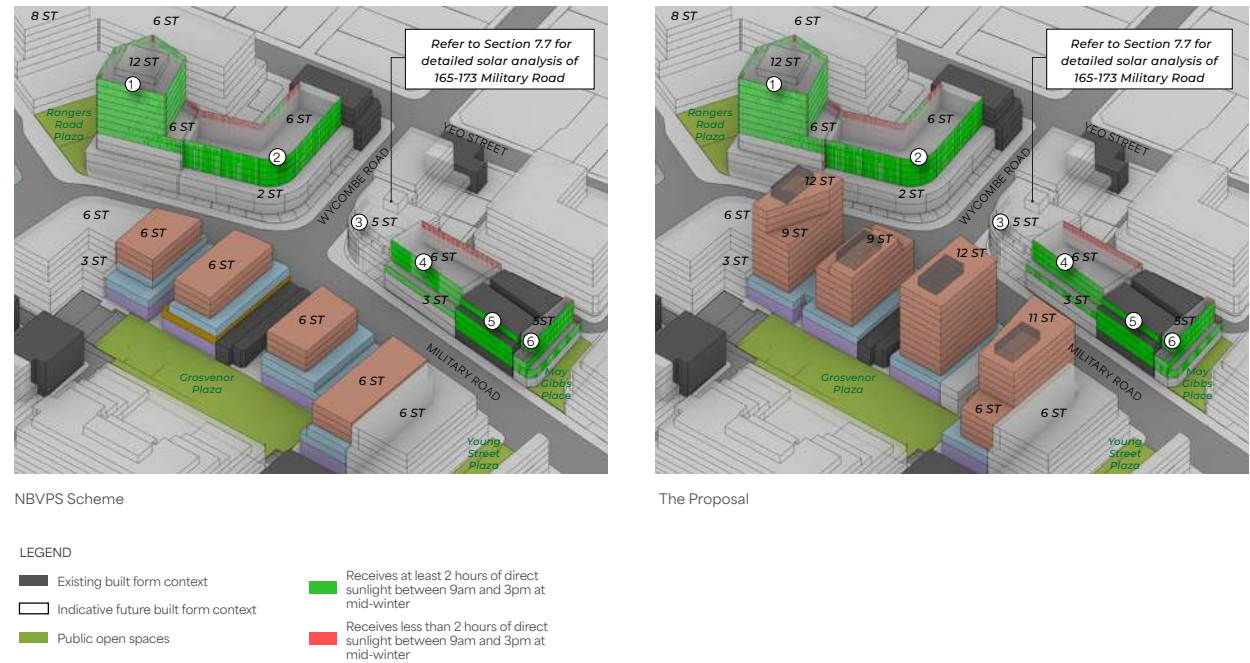 8 ST
6 ST
12 ST
1
Refer to Section 7.7 for
detailed solar analysis of
165-173 Military Road
Rangers
Road
Plaza
6 ST
6 ST
2
YEO STREET
2 ST
WYCOMBE ROAD
6 ST
3
5 ST
6 ST
4
6 ST
3 ST
6 ST
3 ST
5
5ST
6
6 ST
MILITARY ROAD
May
Gibbs
Place
Grosvenor
Plaza
6 ST
6 ST
Young
Street
Plaza
NBVPS Scheme
8 ST
6 ST
12 ST
1
Refer to Section 7.7 for
detailed solar analysis of
165-173 Military Road
Rangers
Road
Plaza
6 ST
6 ST
2
YEO STREET
12 ST
2 ST
WYCOMBE ROAD
6 ST
3
5 ST
9 ST
9 ST
12 ST
4
6 ST
3 ST
3 ST
5
5ST
6
11 ST
MILITARY ROAD
May
Gibbs
Place
Grosvenor
Plaza
6 ST
6 ST
Young
Street
Plaza
The Proposal
LEGEND
Existing built form context
Indicative future built form context
Public open spaces
Receives at least 2 hours of direct
sunlight between 9am and 3pm at
mid-winter
Receives less than 2 hours of direct
sunlight between 9am and 3pm at
mid-winter